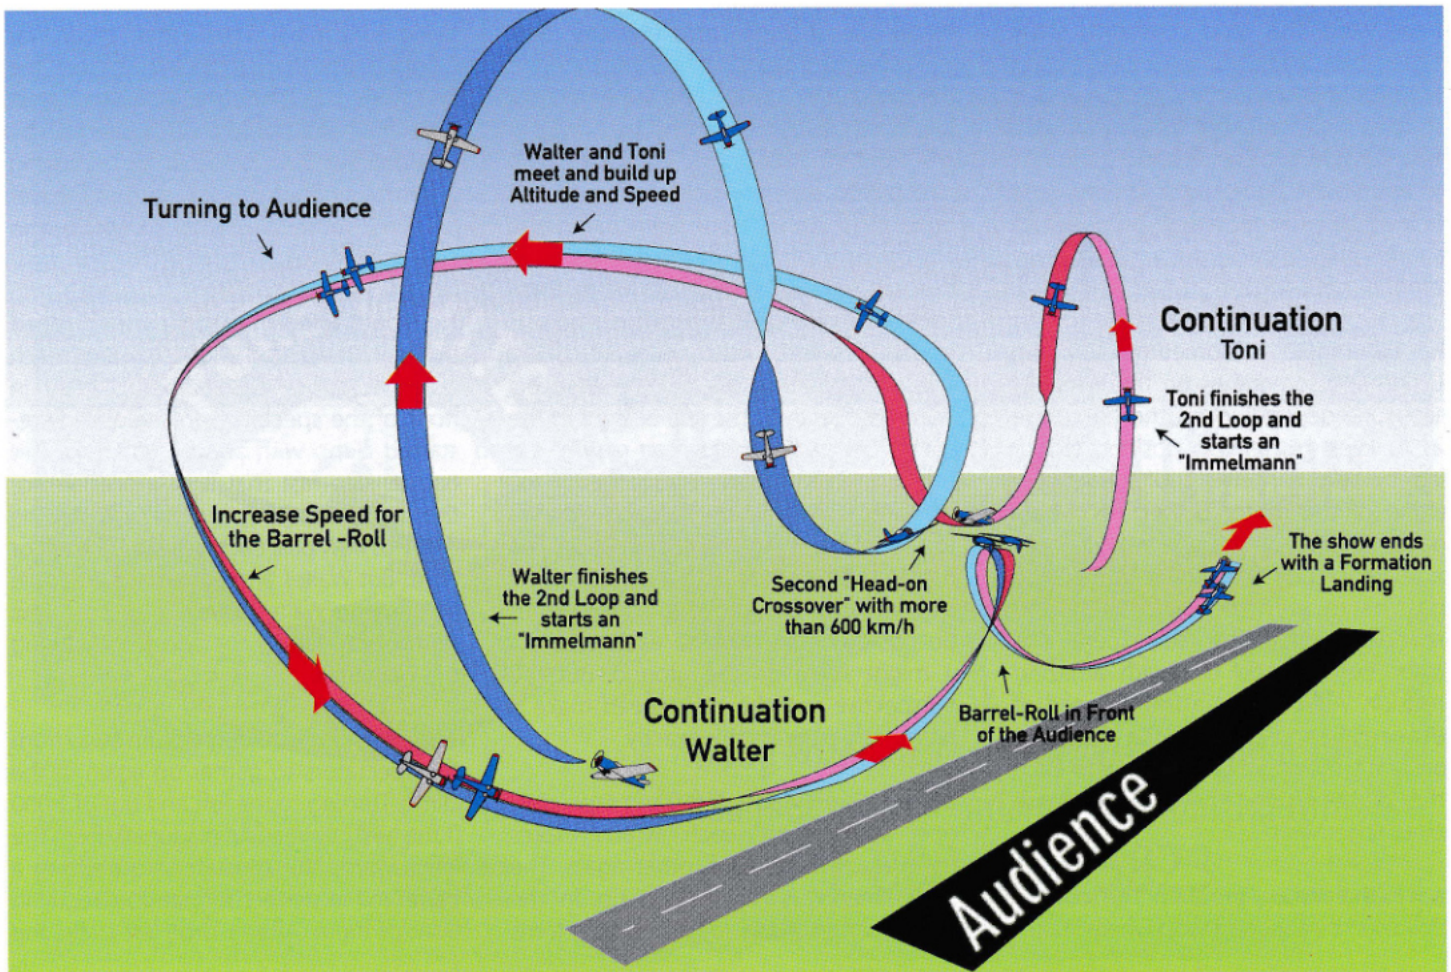 Walter and Toni
meet and build up
Altitude and Speed
Turning to Audience
Continuation
Toni
Toni finishes the
2nd Loop and
starts an
"Immelmann"
Increase Speed for
the Barrel -Roll
Walter finishes
the 2nd Loop and
starts an
"Immelmann"
Second "Head-on
Crossover" with more
than 600 km/h
The show ends
with a Formation
Landing
Continuation
Walter
Barrel-Roll in Front
of the Audience
Audience